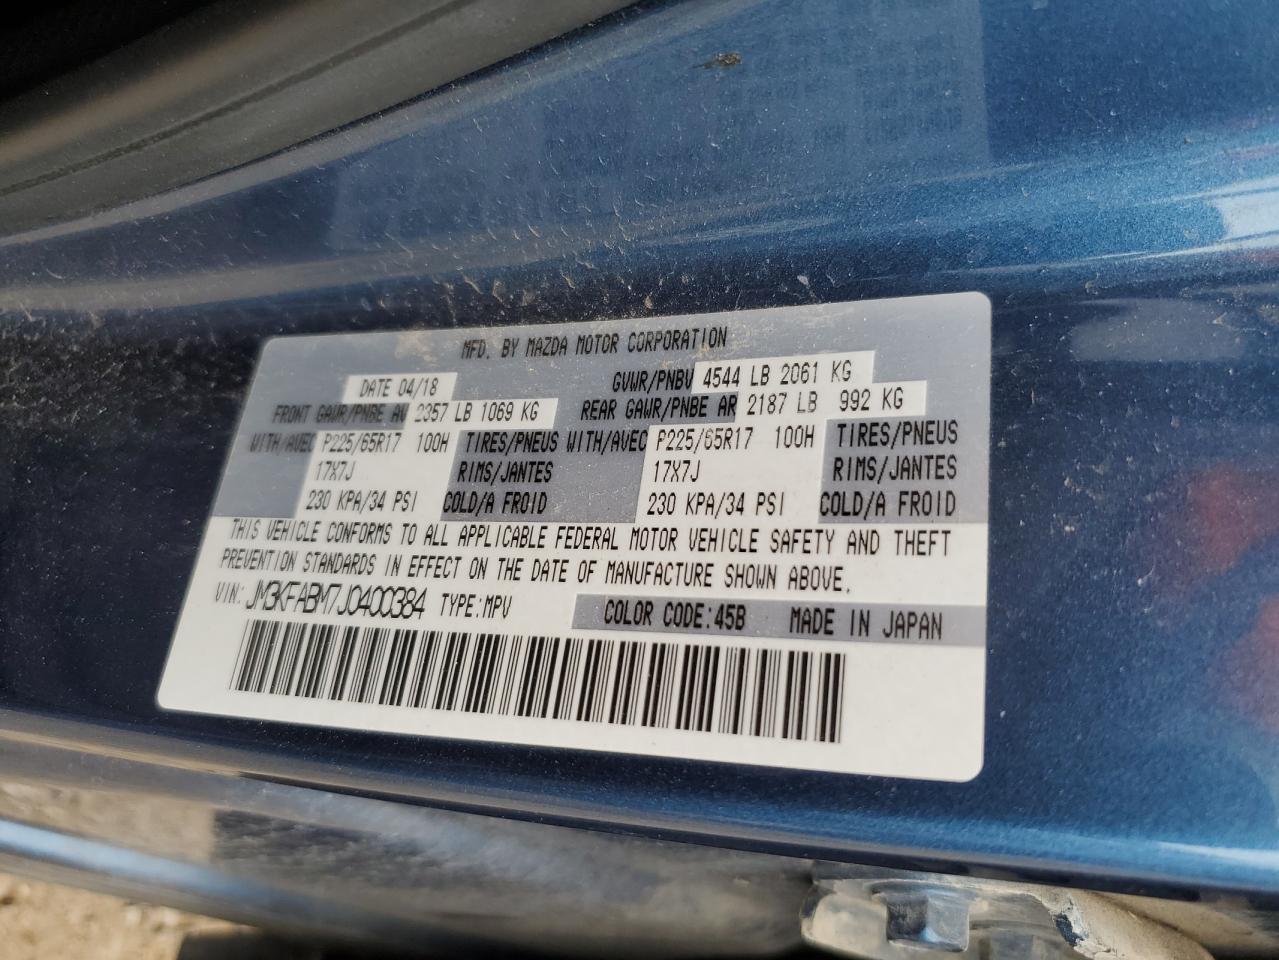 MFD. BY MAZDA MOTOR CORPORATION
DATE 04/18 GVWR/PNBV 4544 LB 2061 KG
FRONT GAWR/PNBE AV 2357 LB 1069 KG REAR GAWR/PNBE AR 2187 LB 992 KG
WITH/AVEC P225/65R17 100H TIRES/PNEUS WITH/AVEC P225/65R17 100H TIRES/PNEUS
17X7J RIMS/JANTES 17X7J RIMS/JANTES
230 KPA/34 PSI COLD/A FROID 230 KPA/34 PSI COLD/A FROID
THIS VEHICLE CONFORMS TO ALL APPLICABLE FEDERAL MOTOR VEHICLE SAFETY AND THEFT
PREVENTION STANDARDS IN EFFECT ON THE DATE OF MANUFACTURE SHOWN ABOVE.
VIN: JM3KFABM7J0400384 TYPE:MPV COLOR CODE:45B MADE IN JAPAN